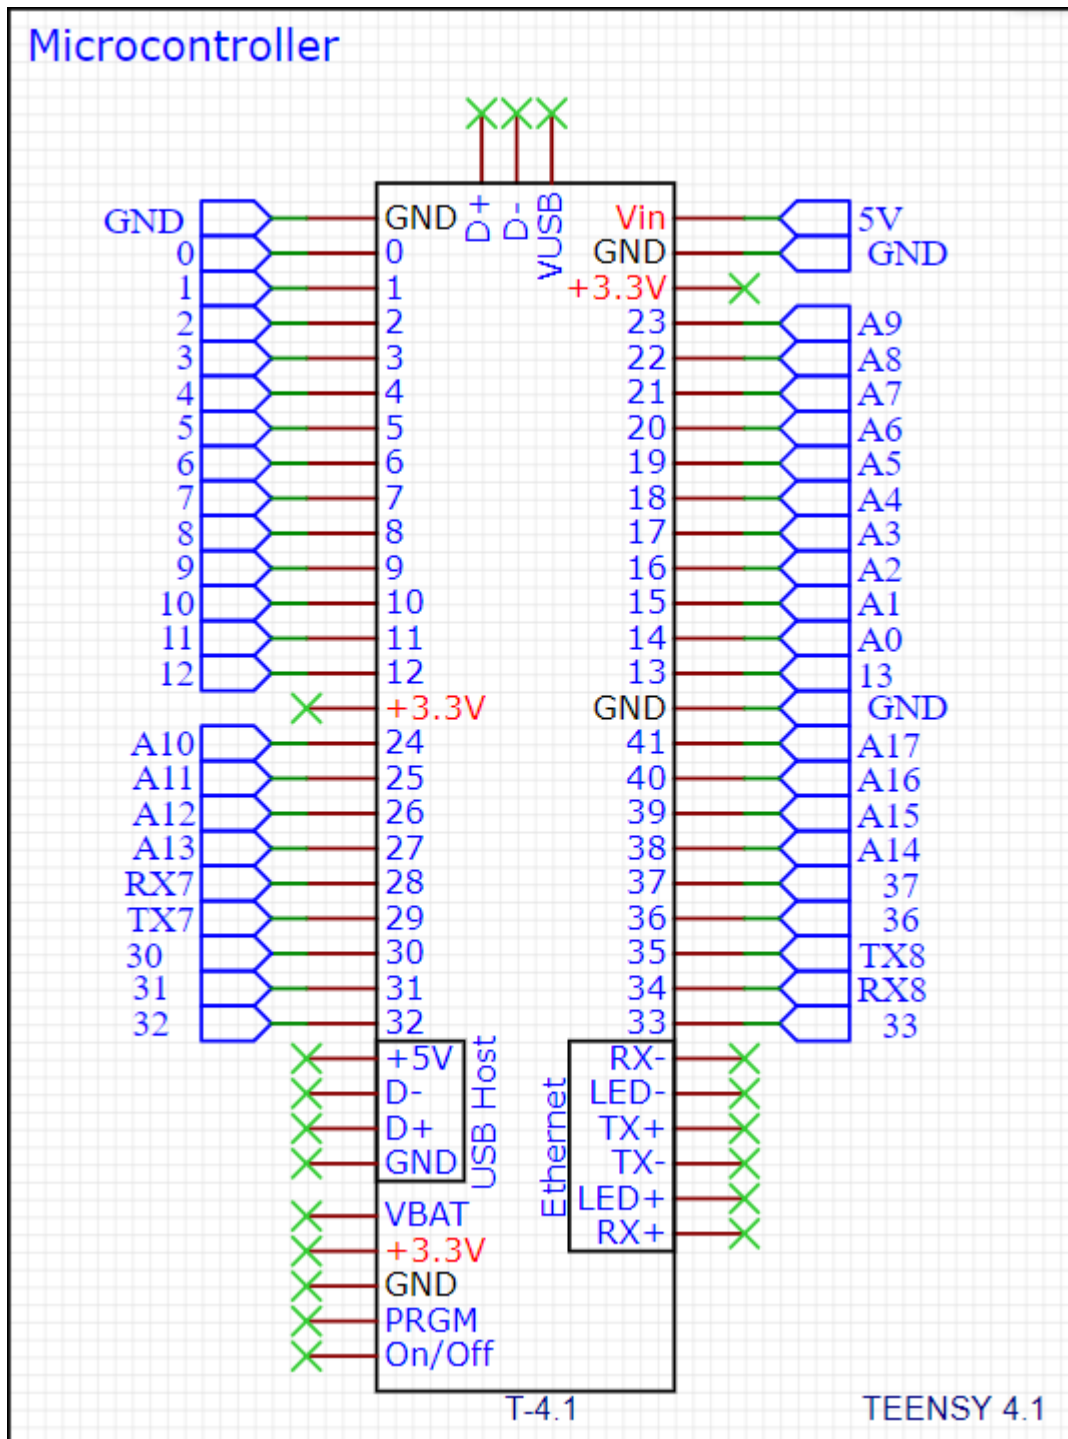 Microcontroller
D+ D- VUSB
GND GND Vin 5V
0 0 GND GND
1 1 +3.3V
2 2 23 A9
3 3 22 A8
4 4 21 A7
5 5 20 A6
6 6 19 A5
7 7 18 A4
8 8 17 A3
9 9 16 A2
10 10 15 A1
11 11 14 A0
12 12 13 13
+3.3V GND GND
A10 24 41 A17
A11 25 40 A16
A12 26 39 A15
A13 27 38 A14
RX7 28 37 37
TX7 29 36 36
30 30 35 TX8
31 31 34 RX8
32 32 33 33
+5V RX-
D- LED-
D+ TX+
GND TX-
USB Host
Ethernet
LED+
VBAT RX+
+3.3V
GND
PRGM
On/Off
T-4.1 TEENSY 4.1